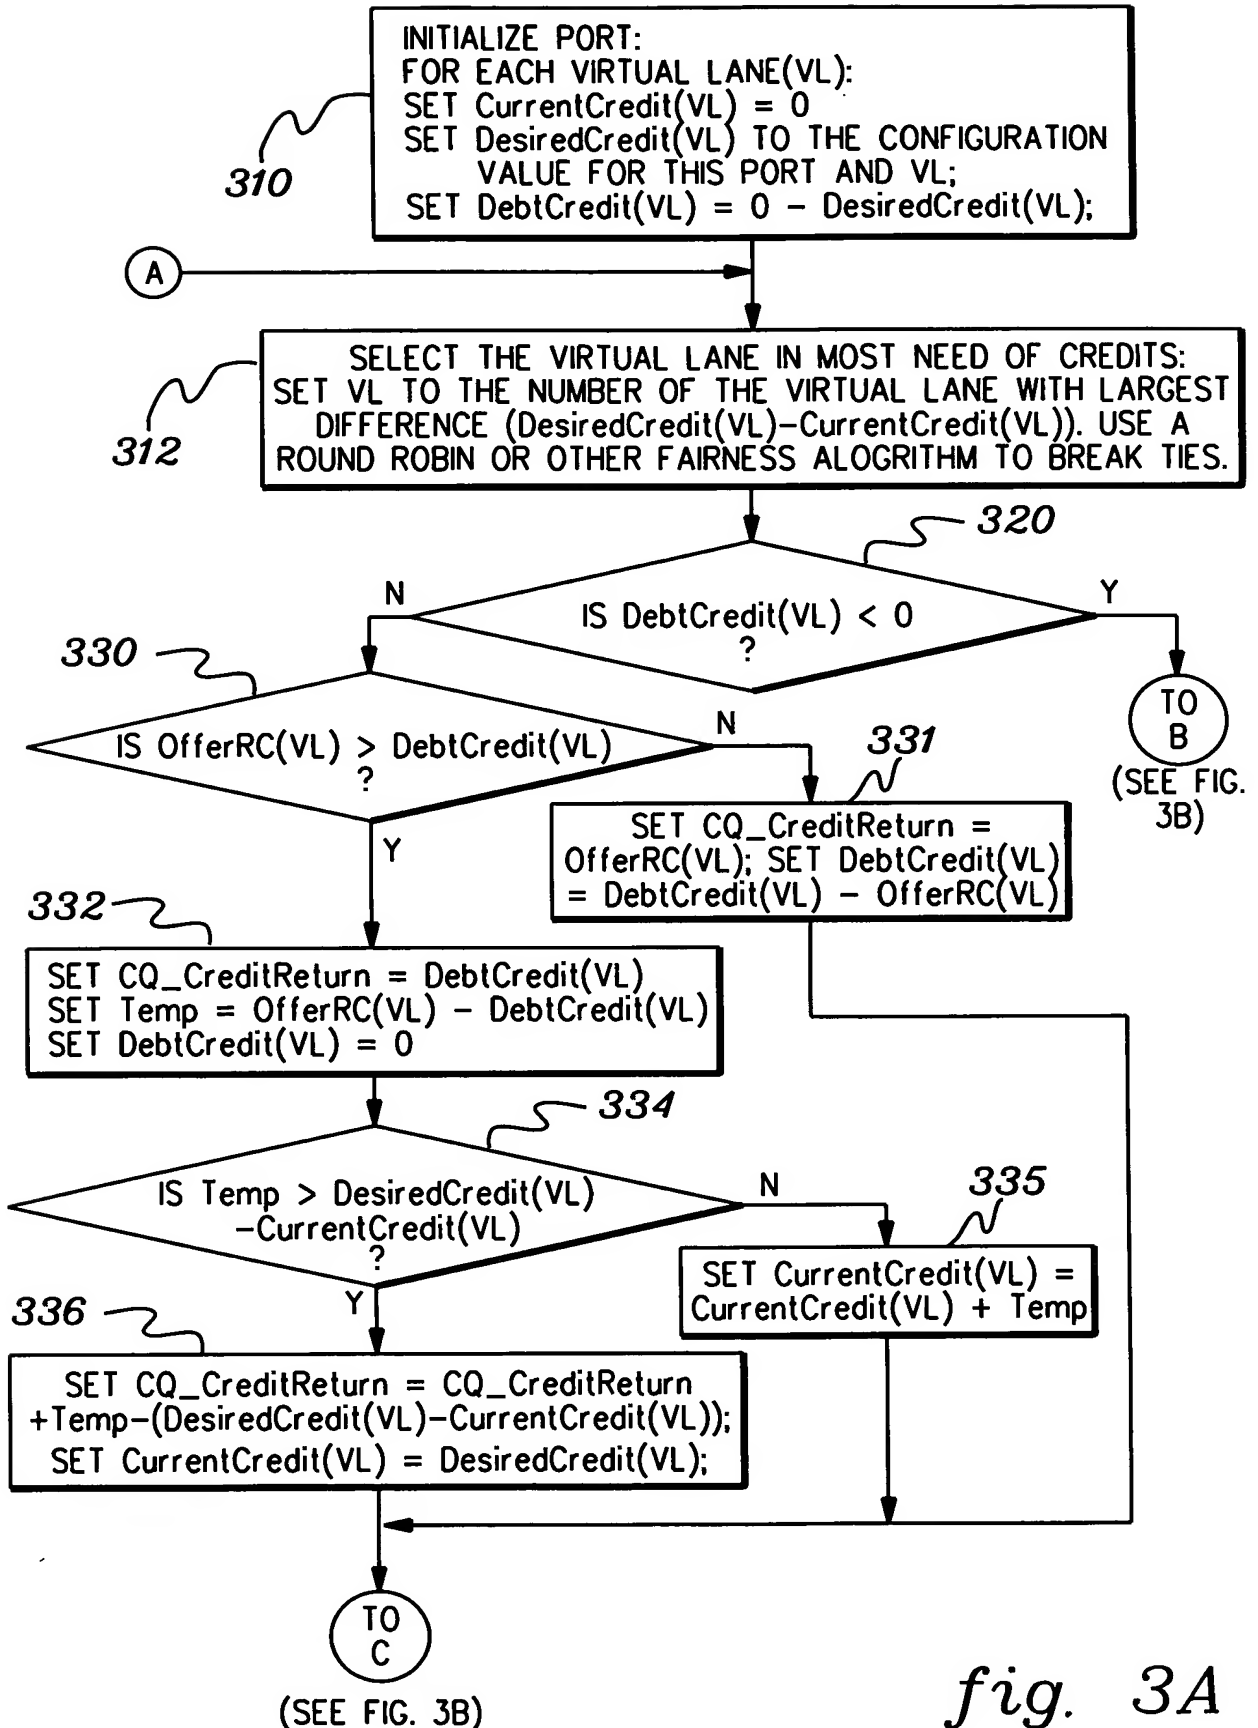 INITIALIZE PORT:
FOR EACH VIRTUAL LANE(VL):
SET CurrentCredit(VL) = 0
SET DesiredCredit(VL) TO THE CONFIGURATION
VALUE FOR THIS PORT AND VL;
SET DebtCredit(VL) = 0 - DesiredCredit(VL);
310
A
SELECT THE VIRTUAL LANE IN MOST NEED OF CREDITS:
SET VL TO THE NUMBER OF THE VIRTUAL LANE WITH LARGEST
DIFFERENCE (DesiredCredit(VL)-CurrentCredit(VL)). USE A
ROUND ROBIN OR OTHER FAIRNESS ALOGRITHM TO BREAK TIES.
312
320
N
IS DebtCredit(VL) < 0
?
Y
TO
B
(SEE FIG.
3B)
330
IS OfferRC(VL) > DebtCredit(VL)
?
N
Y
331
SET CQ_CreditReturn =
OfferRC(VL); SET DebtCredit(VL)
= DebtCredit(VL) - OfferRC(VL)
332
SET CQ_CreditReturn = DebtCredit(VL)
SET Temp = OfferRC(VL) - DebtCredit(VL)
SET DebtCredit(VL) = 0
334
IS Temp > DesiredCredit(VL)
-CurrentCredit(VL)
?
N
Y
335
SET CurrentCredit(VL) =
CurrentCredit(VL) + Temp
336
SET CQ_CreditReturn = CQ_CreditReturn
+Temp-(DesiredCredit(VL)-CurrentCredit(VL));
SET CurrentCredit(VL) = DesiredCredit(VL);
TO
C
(SEE FIG. 3B)
fig. 3A